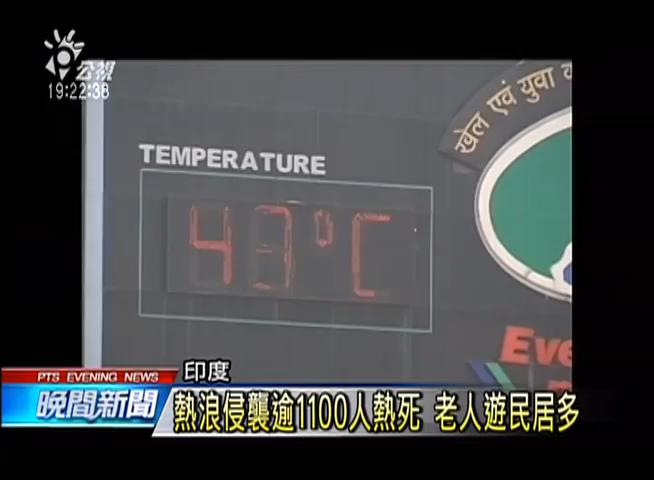 公視
19:22:38
खेल एवं युवा
TEMPERATURE
43°C
Eve
PTS EVENING NEWS
印度
晚間新聞
熱浪侵襲逾1100人熱死 老人遊民居多